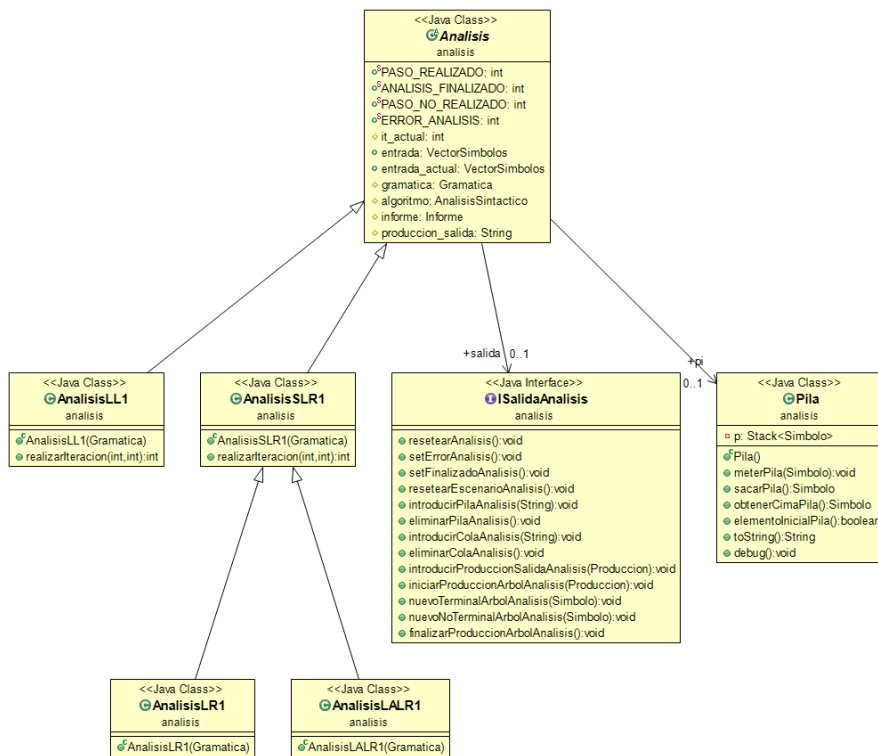 <<Java Class>>
Analisis
analisis
PASO_REALIZADO: int
ANALISIS_FINALIZADO: int
PASO_NO_REALIZADO: int
ERROR_ANALISIS: int
it_actual: int
entrada: VectorSimbolos
entrada_actual: VectorSimbolos
gramatica: Gramatica
algoritmo: AnalisisSintactico
informe: Informe
produccion_salida: String
+salida 0..1
+pi
0..1
<<Java Class>>
AnalisisLL1
analisis
AnalisisLL1(Gramatica)
realizarIteracion(int,int):int
<<Java Class>>
AnalisisSLR1
analisis
AnalisisSLR1(Gramatica)
realizarIteracion(int,int):int
<<Java Interface>>
ISalidaAnalisis
analisis
resetearAnalisis():void
setErrorAnalisis():void
setFinalizadoAnalisis():void
resetearEscenarioAnalisis():void
introducirPilaAnalisis(String):void
eliminarPilaAnalisis():void
introducirColaAnalisis(String):void
eliminarColaAnalisis():void
introducirProduccionSalidaAnalisis(Produccion):void
iniciarProduccionArbolAnalisis(Produccion):void
nuevoTerminalArbolAnalisis(Simbolo):void
nuevoNoTerminalArbolAnalisis(Simbolo):void
finalizarProduccionArbolAnalisis():void
<<Java Class>>
Pila
analisis
p: Stack<Simbolo>
Pila()
meterPila(Simbolo):void
sacarPila():Simbolo
obtenerCimaPila():Simbolo
elementoInicialPila():boolean
toString():String
debug():void
<<Java Class>>
AnalisisLR1
analisis
AnalisisLR1(Gramatica)
<<Java Class>>
AnalisisLALR1
analisis
AnalisisLALR1(Gramatica)